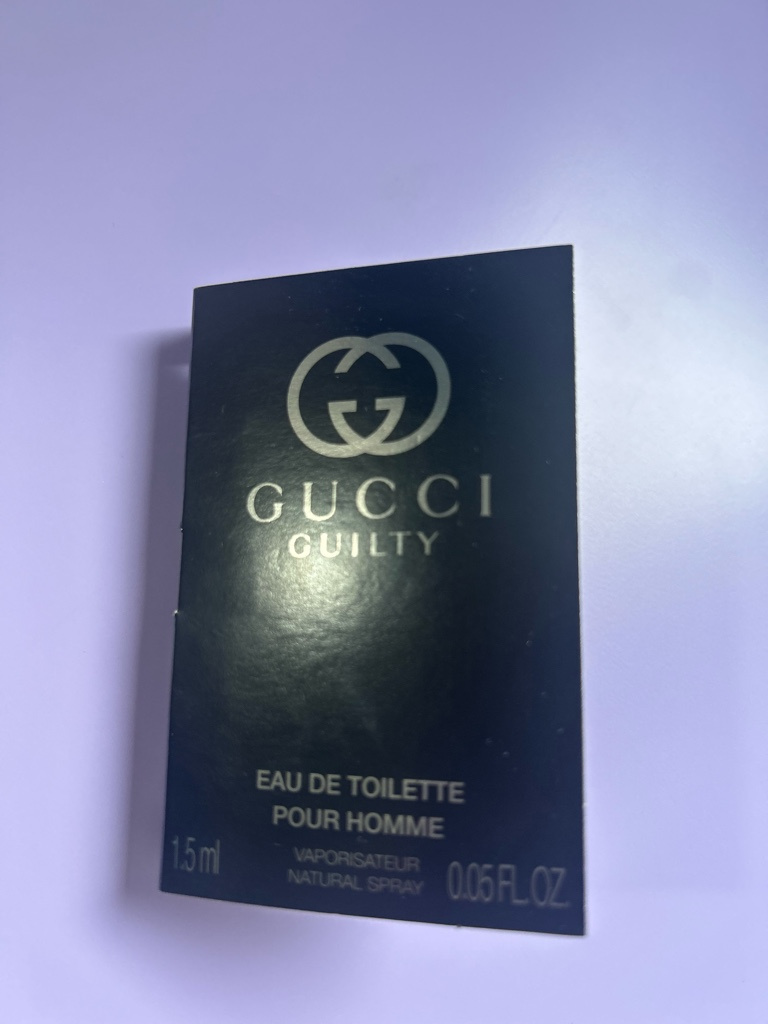 GUCCI
GUILTY
EAU DE TOILETTE
POUR HOMME
1.5 ml
VAPORISATEUR
NATURAL SPRAY
0.05 FL. OZ.